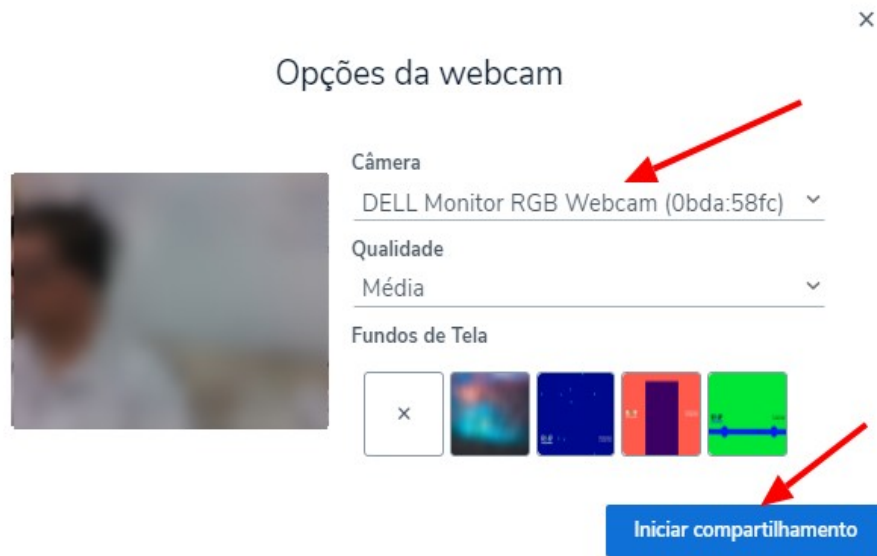 Opções da webcam
Câmera
DELL Monitor RGB Webcam (0bda:58fc)
Qualidade
Média
Fundos de Tela
Iniciar compartilhamento